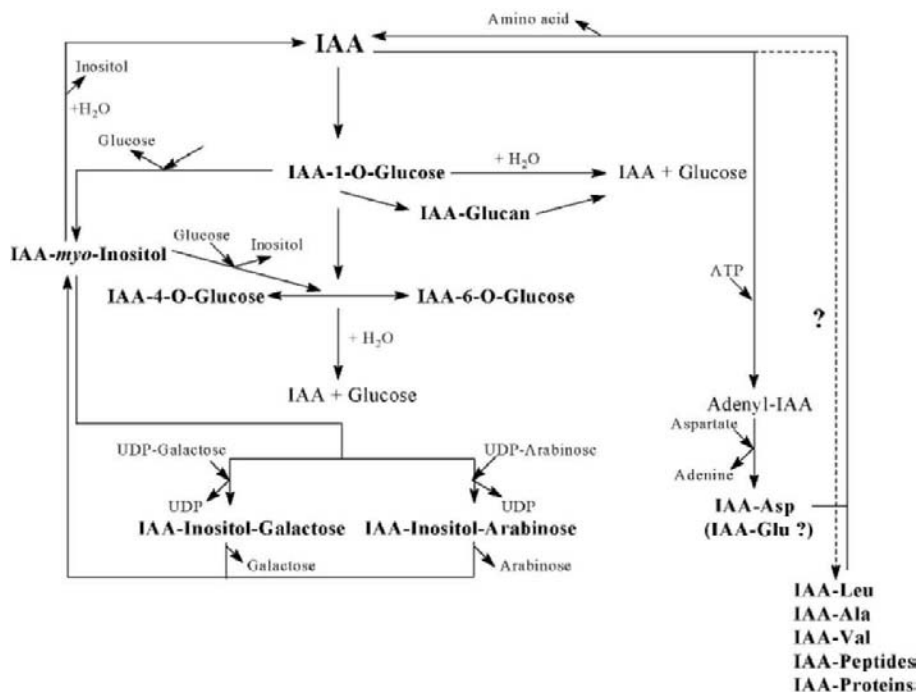 Amino acid
IAA
Inositol
+H₂O
Glucose
IAA-1-O-Glucose
+ H₂O
IAA + Glucose
IAA-Glucan
IAA-myo-Inositol
Glucose
Inositol
IAA-4-O-Glucose
IAA-6-O-Glucose
ATP
?
+ H₂O
IAA + Glucose
Adenyl-IAA
Aspartate
Adenine
UDP-Galactose
UDP-Arabinose
UDP
UDP
IAA-Asp
(IAA-Glu ?)
IAA-Inositol-Galactose
IAA-Inositol-Arabinose
Galactose
Arabinose
IAA-Leu
IAA-Ala
IAA-Val
IAA-Peptides
IAA-Proteins